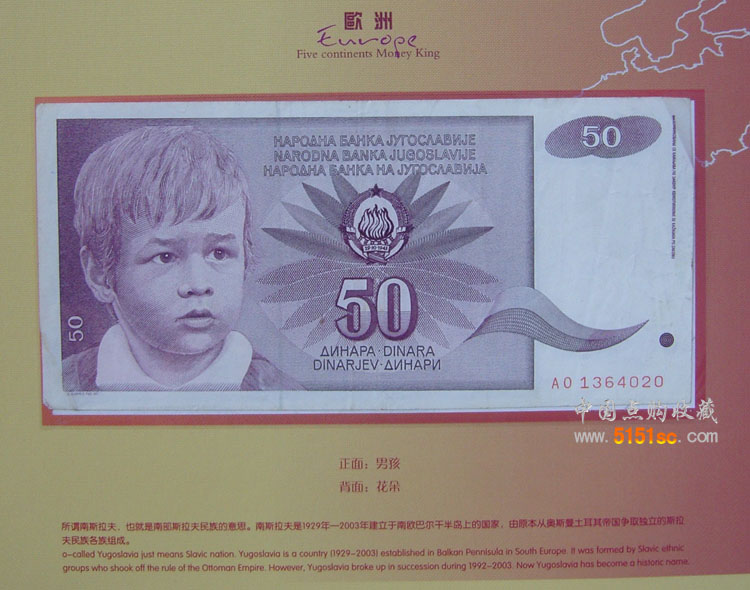 歐洲
Europe
Five continents Money King
НАРОДНА БАНКА ЈУГОСЛАВИЈЕ
NARODNA BANKA JUGOSLAVIJE
НАРОДНА БАНКА НА ЈУГОСЛАВИЈА
50
29·XI·1943
50
50
ДИНАРА · DINARA
DINARJEV · ДИНАРИ
АО 1364020
中国点购收藏
www.5151sc.com
正面：男孩
背面：花朵
所谓南斯拉夫，也就是南部斯拉夫民族的意思。南斯拉夫是1929年—2003年建立于南欧巴尔干半岛上的国家，由原本从奥斯曼土耳其帝国争取独立的斯拉
夫民族各族组成。
o-called Yugoslavia just means Slavic nation. Yugoslavia is a country (1929-2003) established in Balkan Pennisula in South Europe. It was formed by Slavic ethnic
groups who shook off the rule of the Ottoman Empire. However, Yugoslavia broke up in succession during 1992-2003. Now Yugoslavia has become a historic name.